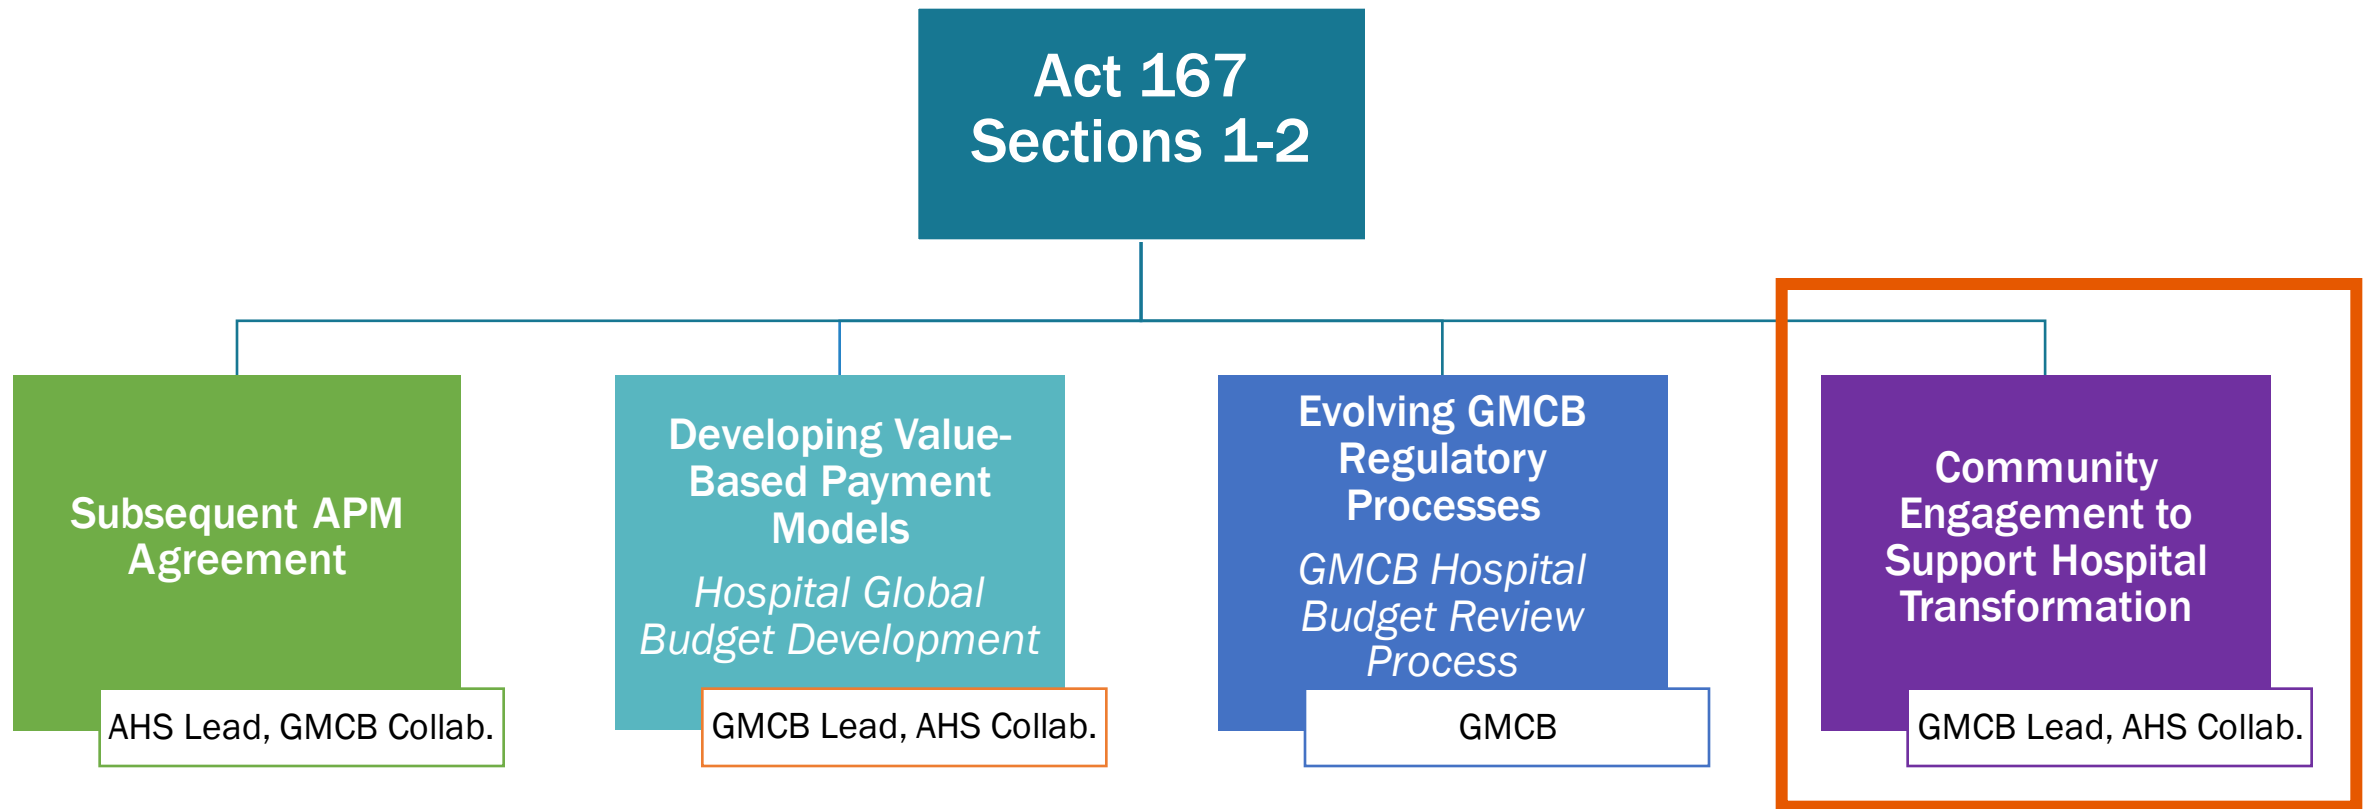 Act 167
Sections 1-2
Subsequent APM
Agreement
AHS Lead, GMCB Collab.
Developing Value-
Based Payment
Models
Hospital Global
Budget Development
GMCB Lead, AHS Collab.
Evolving GMCB
Regulatory
Processes
GMCB Hospital
Budget Review
Process
GMCB
Community
Engagement to
Support Hospital
Transformation
GMCB Lead, AHS Collab.